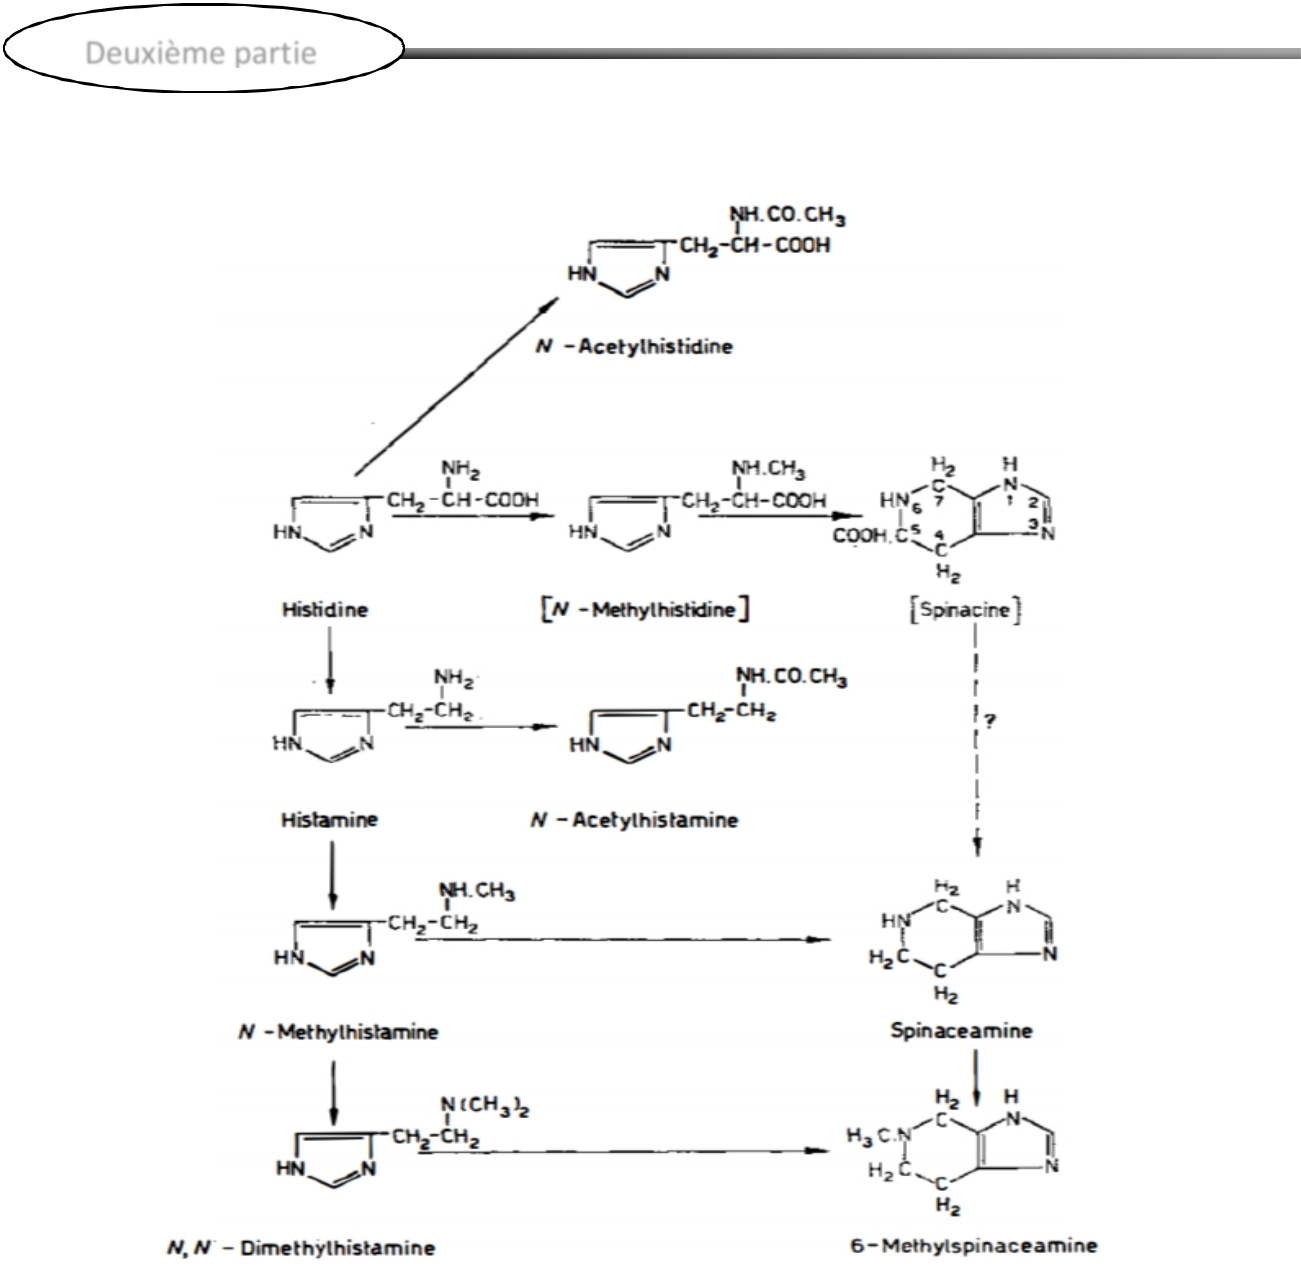 Deuxième partie
NH.CO.CH3
CH2-CH-COOH
HN N
N-Acetylhistidine
NH2 NH.CH3 H2 H
CH2-CH-COOH CH2-CH-COOH HN 6 C 7 N 1 2
HN N HN N COOH.C 5 4 C 3 N
H2
Histidine [N-Methylhistidine] [Spinacine]
NH2 NH.CO.CH3
CH2-CH2 CH2-CH2
HN N HN N ?
Histamine N-Acetylhistamine
NH.CH3 H2 H
CH2-CH2 HN C N
HN N H2C C N
H2
N-Methylhistamine Spinaceamine
N(CH3)2 H2 H
CH2-CH2 H3C.N C N
HN N H2C C N
H2
N,N-Dimethylhistamine 6-Methylspinaceamine